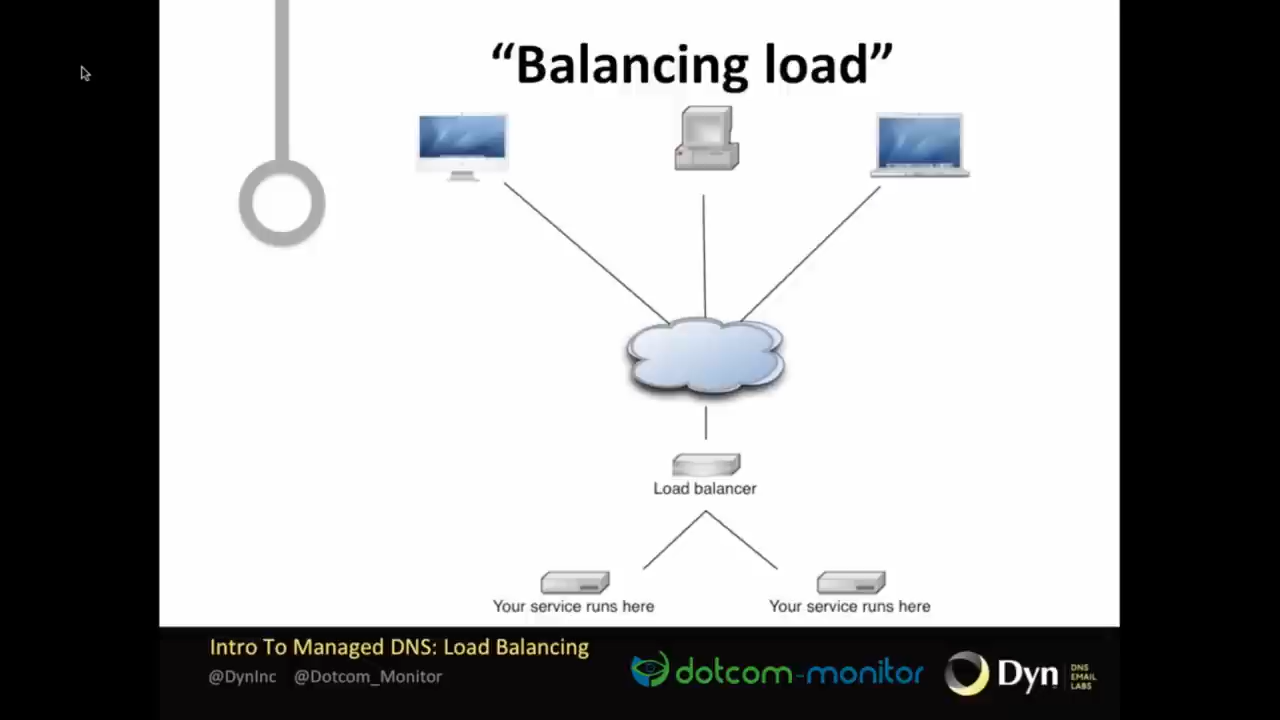 “Balancing load”
Load balancer
Your service runs here
Your service runs here
Intro To Managed DNS: Load Balancing
@DynInc @Dotcom_Monitor
dotcom-monitor
Dyn
DNS
EMAIL
LABS